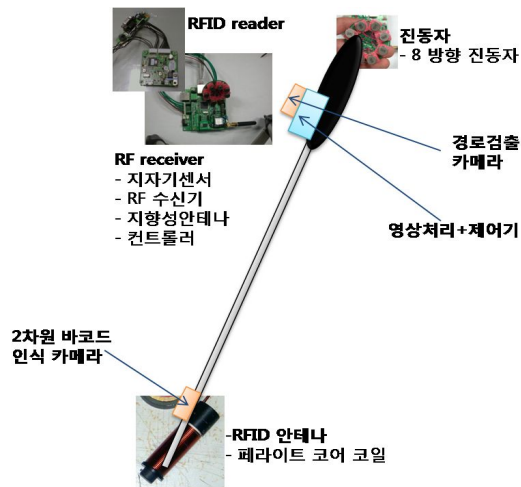 RFID reader
진동자
- 8 방향 진동자
경로검출
카메라
RF receiver
- 지자기센서
- RF 수신기
- 지향성안테나
- 컨트롤러
영상처리+제어기
2차원 바코드
인식 카메라
-RFID 안테나
- 페라이트 코어 코일